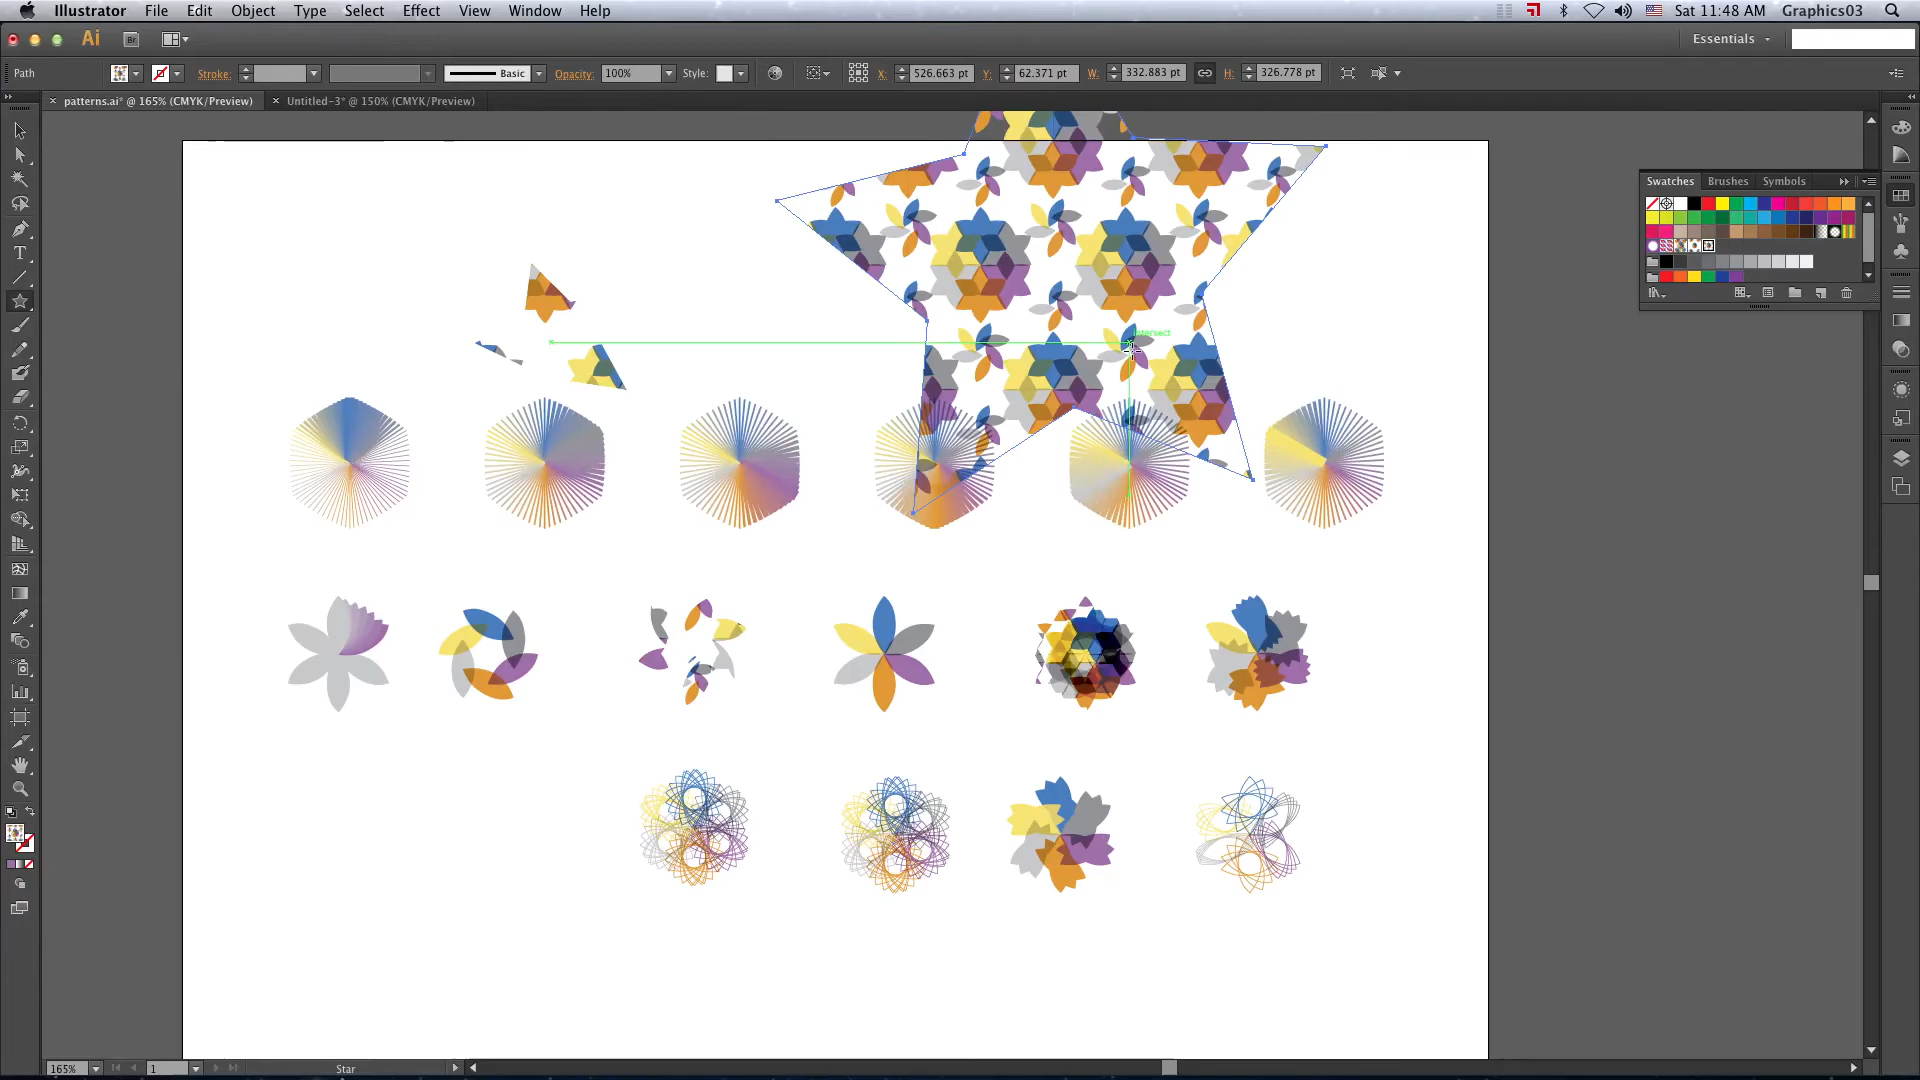 Illustrator File Edit Object Type Select Effect View Window Help Sat 11:48 AM Graphics03
Ai Br Essentials
Path Stroke: Basic Opacity: 100% Style: X: 526.663 pt Y: 62.371 pt W: 332.883 pt H: 326.778 pt
× patterns.ai* @ 165% (CMYK/Preview) × Untitled-3* @ 150% (CMYK/Preview)
Swatches Brushes Symbols
intersect
165% 1 Star